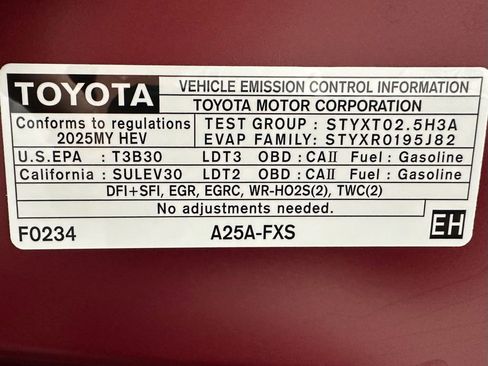 TOYOTA
VEHICLE EMISSION CONTROL INFORMATION
TOYOTA MOTOR CORPORATION
Conforms to regulations
2025MY HEV
TEST GROUP : STYXT02.5H3A
EVAP FAMILY: STYXR0195J82
U.S.EPA : T3B30 LDT3 OBD : CAII Fuel : Gasoline
California : SULEV30 LDT2 OBD : CAII Fuel : Gasoline
DFI+SFI, EGR, EGRC, WR-HO2S(2), TWC(2)
No adjustments needed.
F0234 A25A-FXS EH